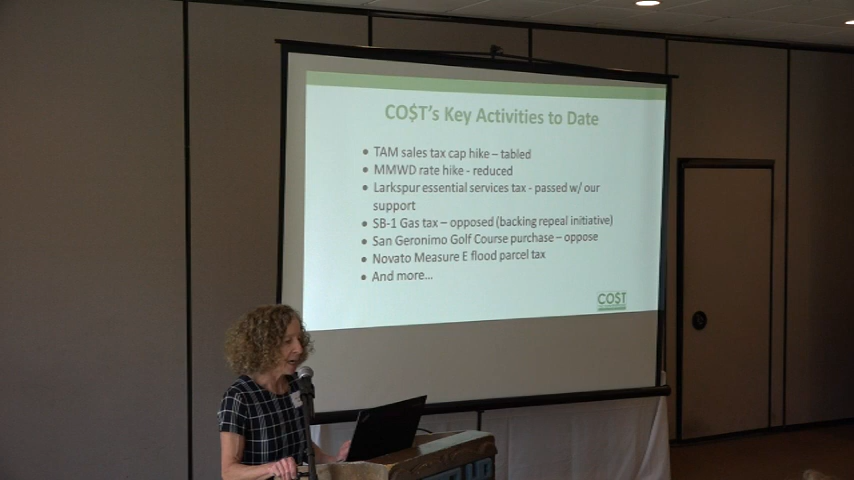 CO$T's Key Activities to Date
• TAM sales tax cap hike – tabled
• MMWD rate hike - reduced
• Larkspur essential services tax - passed w/ our
support
• SB-1 Gas tax – opposed (backing repeal initiative)
• San Geronimo Golf Course purchase – oppose
• Novato Measure E flood parcel tax
• And more...
CO$T